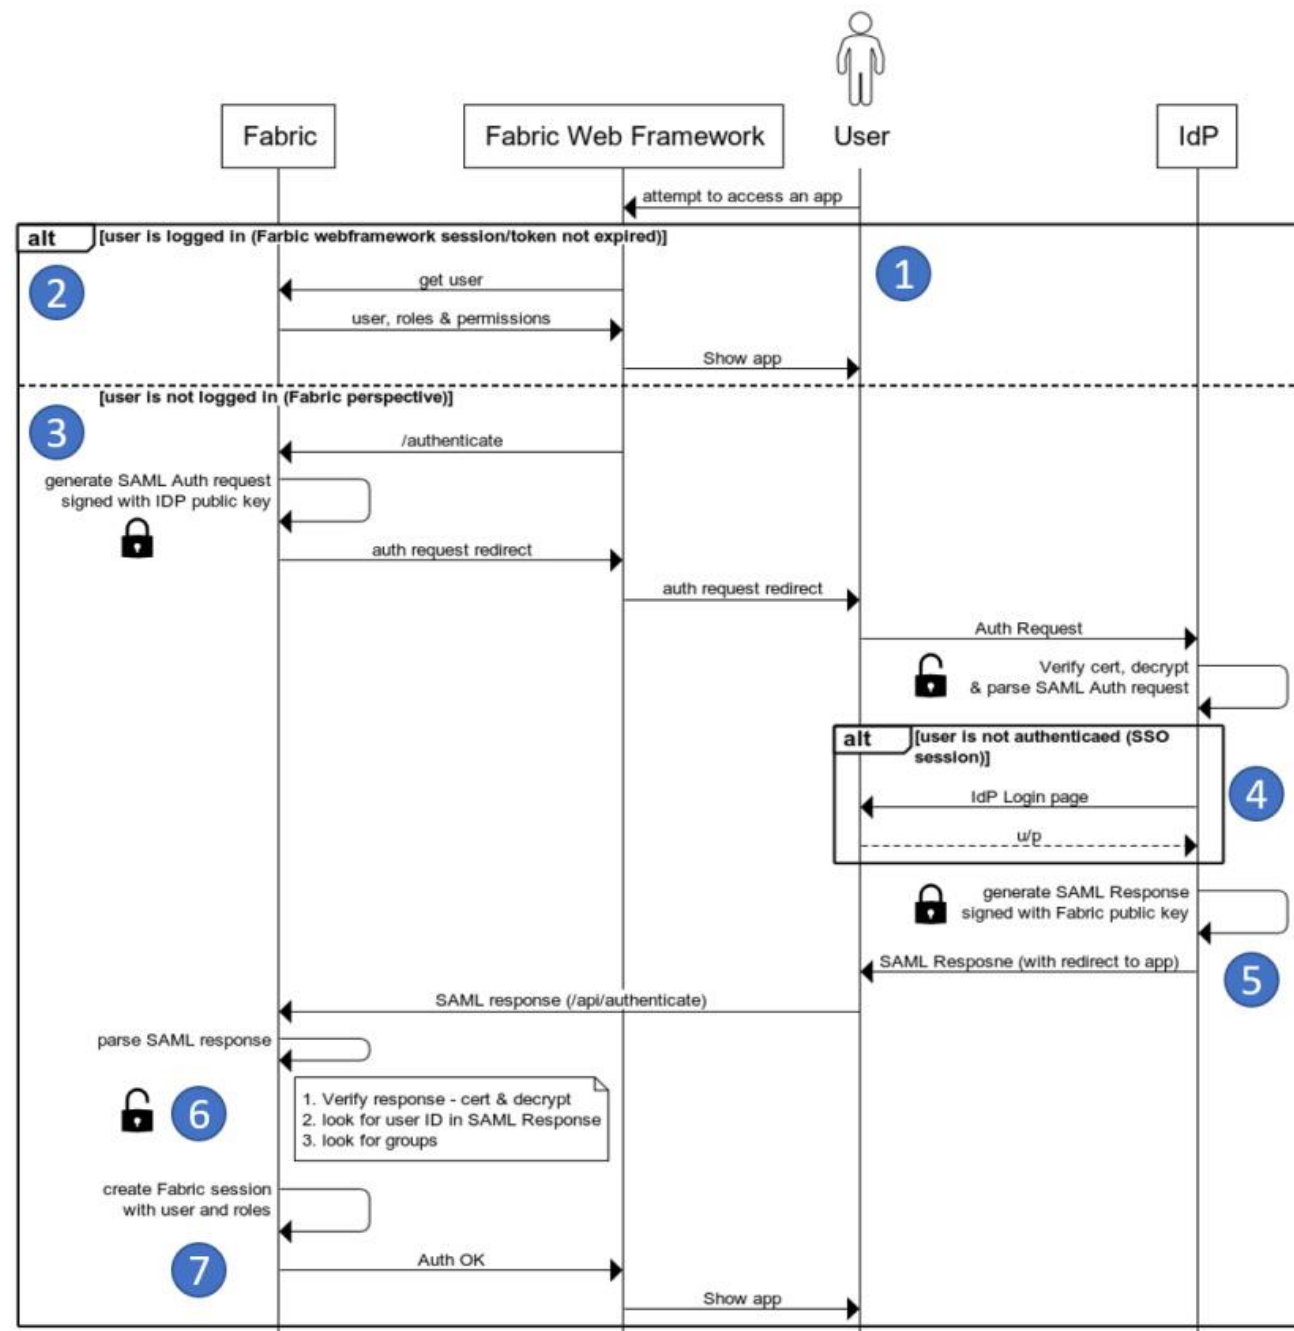 Fabric
Fabric Web Framework
User
IdP
attempt to access an app
alt
[user is logged in (Farbic webframework session/token not expired)]
1
2
get user
user, roles & permissions
Show app
[user is not logged in (Fabric perspective)]
3
/authenticate
generate SAML Auth request
signed with IDP public key
auth request redirect
auth request redirect
Auth Request
Verify cert, decrypt
& parse SAML Auth request
alt
[user is not authenticaed (SSO
session)]
4
IdP Login page
u/p
generate SAML Response
signed with Fabric public key
SAML Resposne (with redirect to app)
5
SAML response (/api/authenticate)
parse SAML response
6
1. Verify response - cert & decrypt
2. look for user ID in SAML Response
3. look for groups
create Fabric session
with user and roles
7
Auth OK
Show app